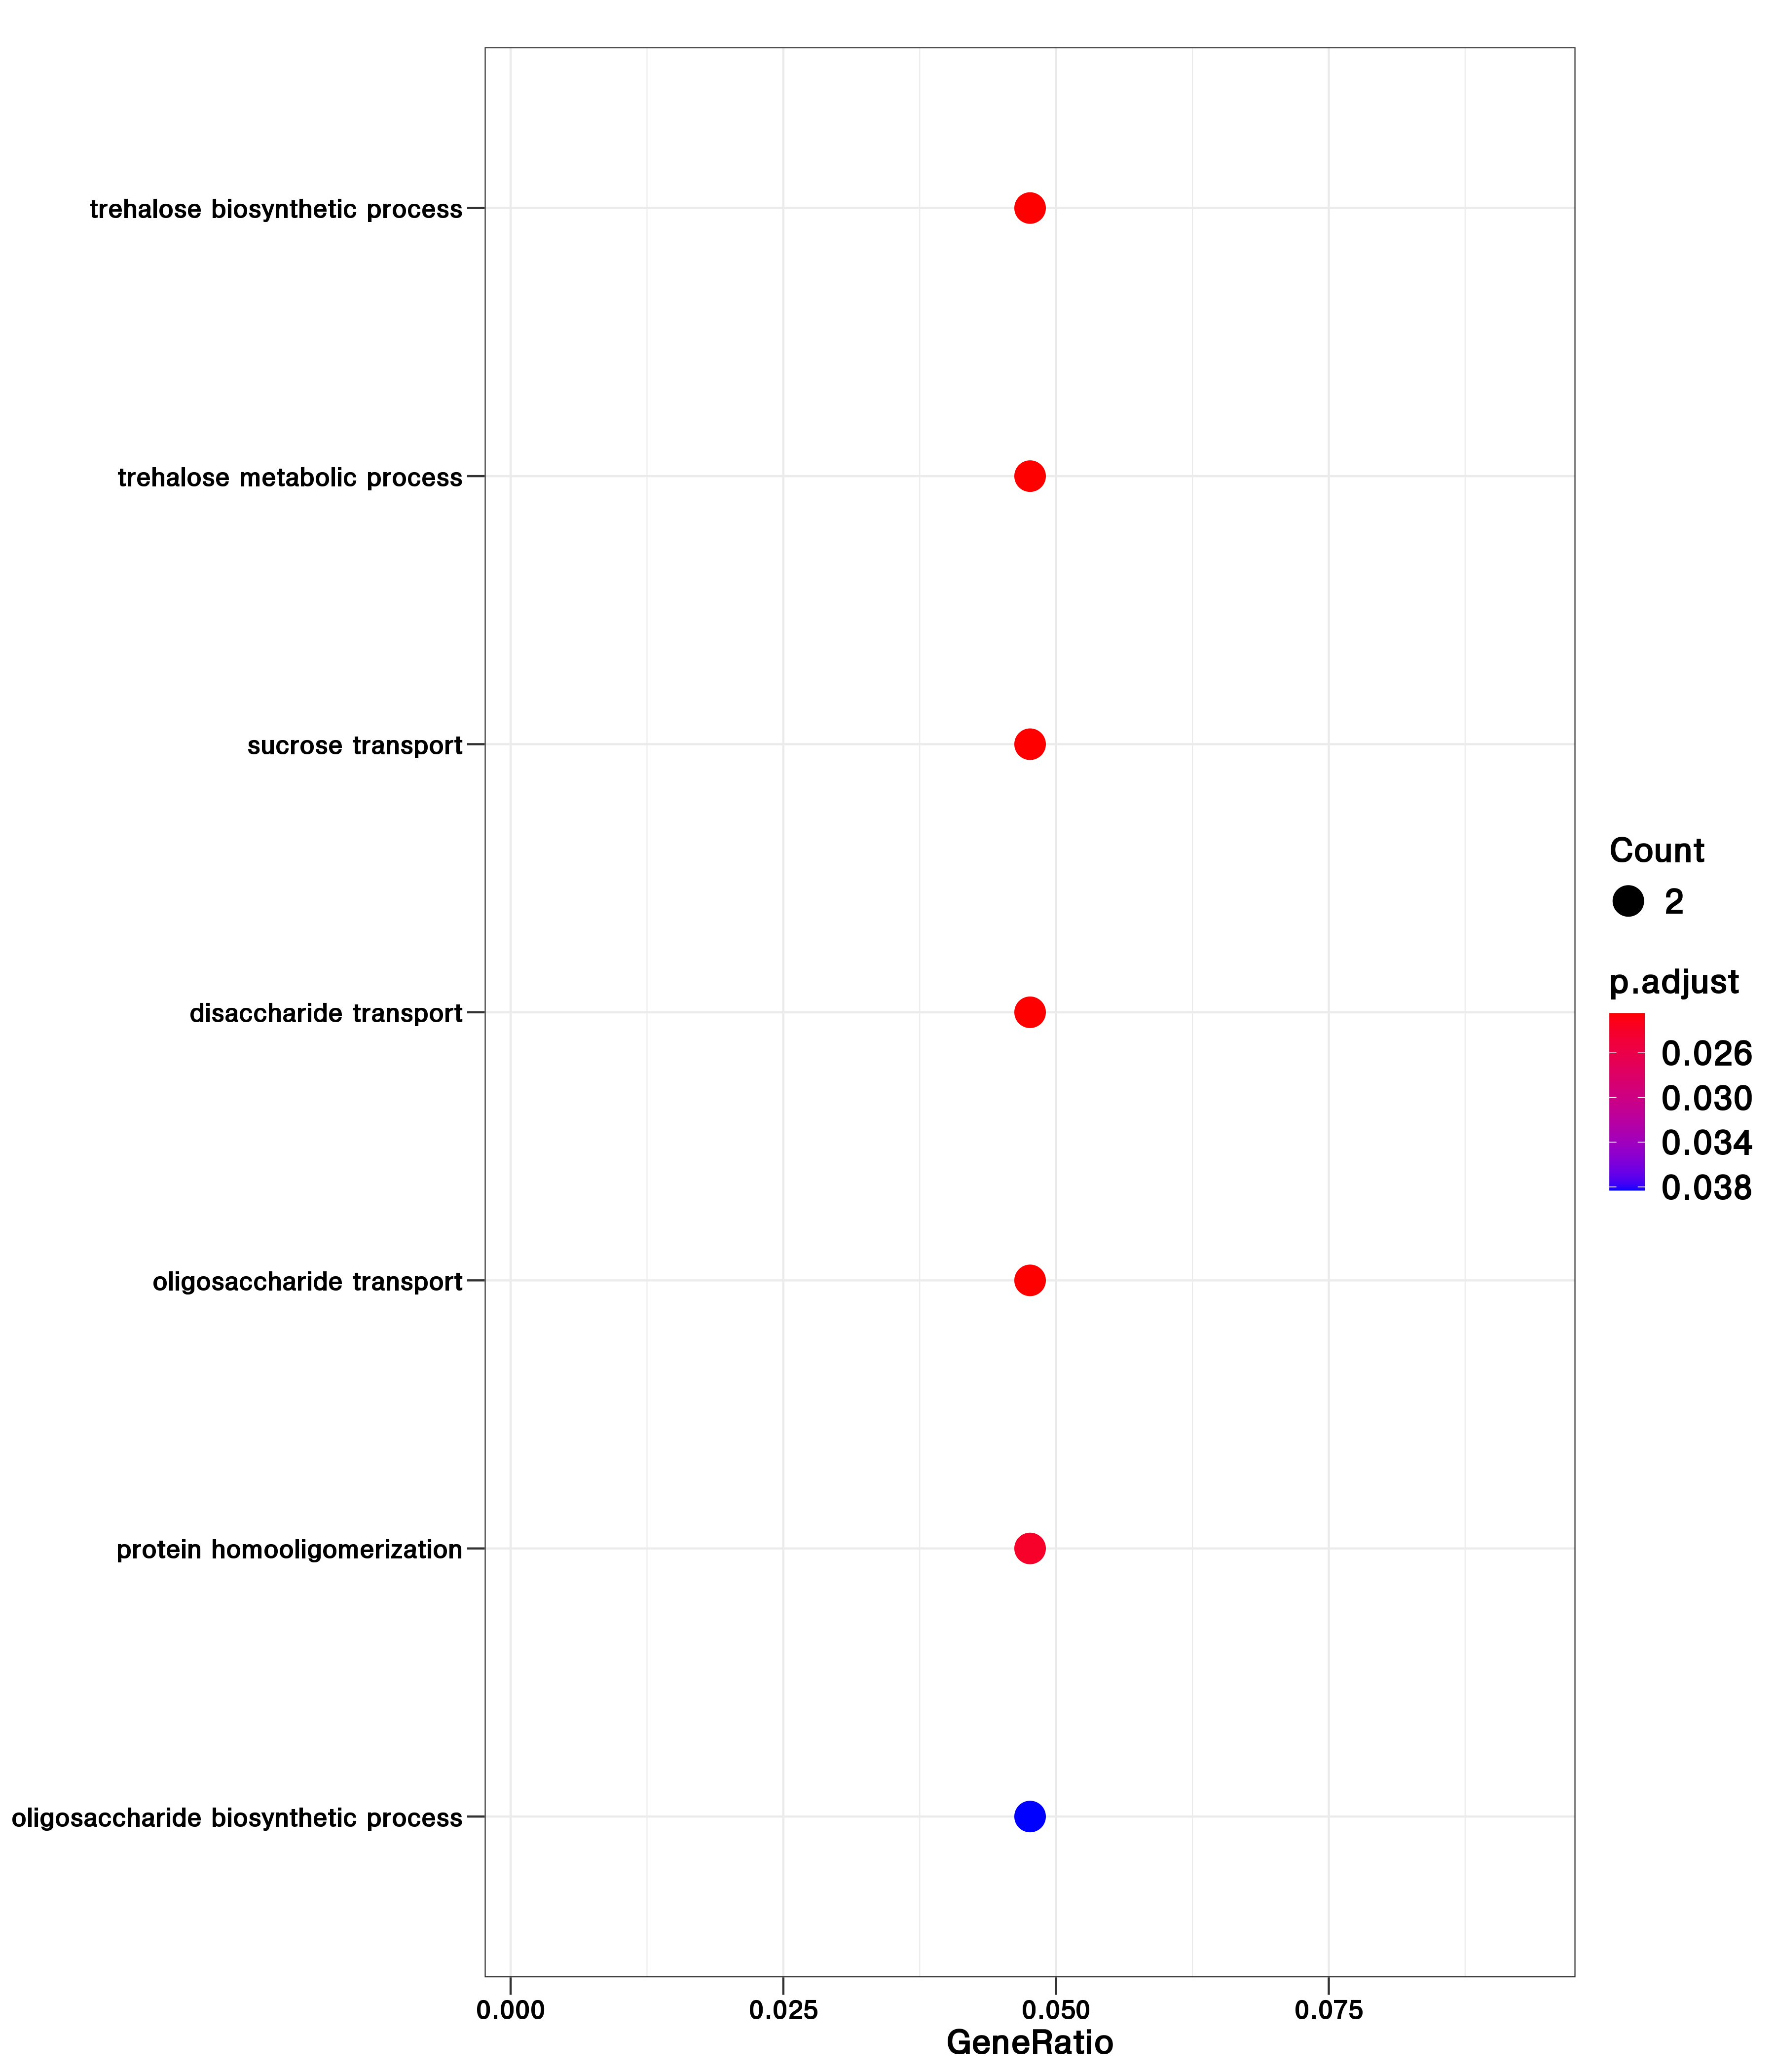 trehalose biosynthetic process
trehalose metabolic process
sucrose transport
disaccharide transport
oligosaccharide transport
protein homooligomerization
oligosaccharide biosynthetic process
0.000 0.025 0.050 0.075
GeneRatio
Count
2
p.adjust
0.026
0.030
0.034
0.038